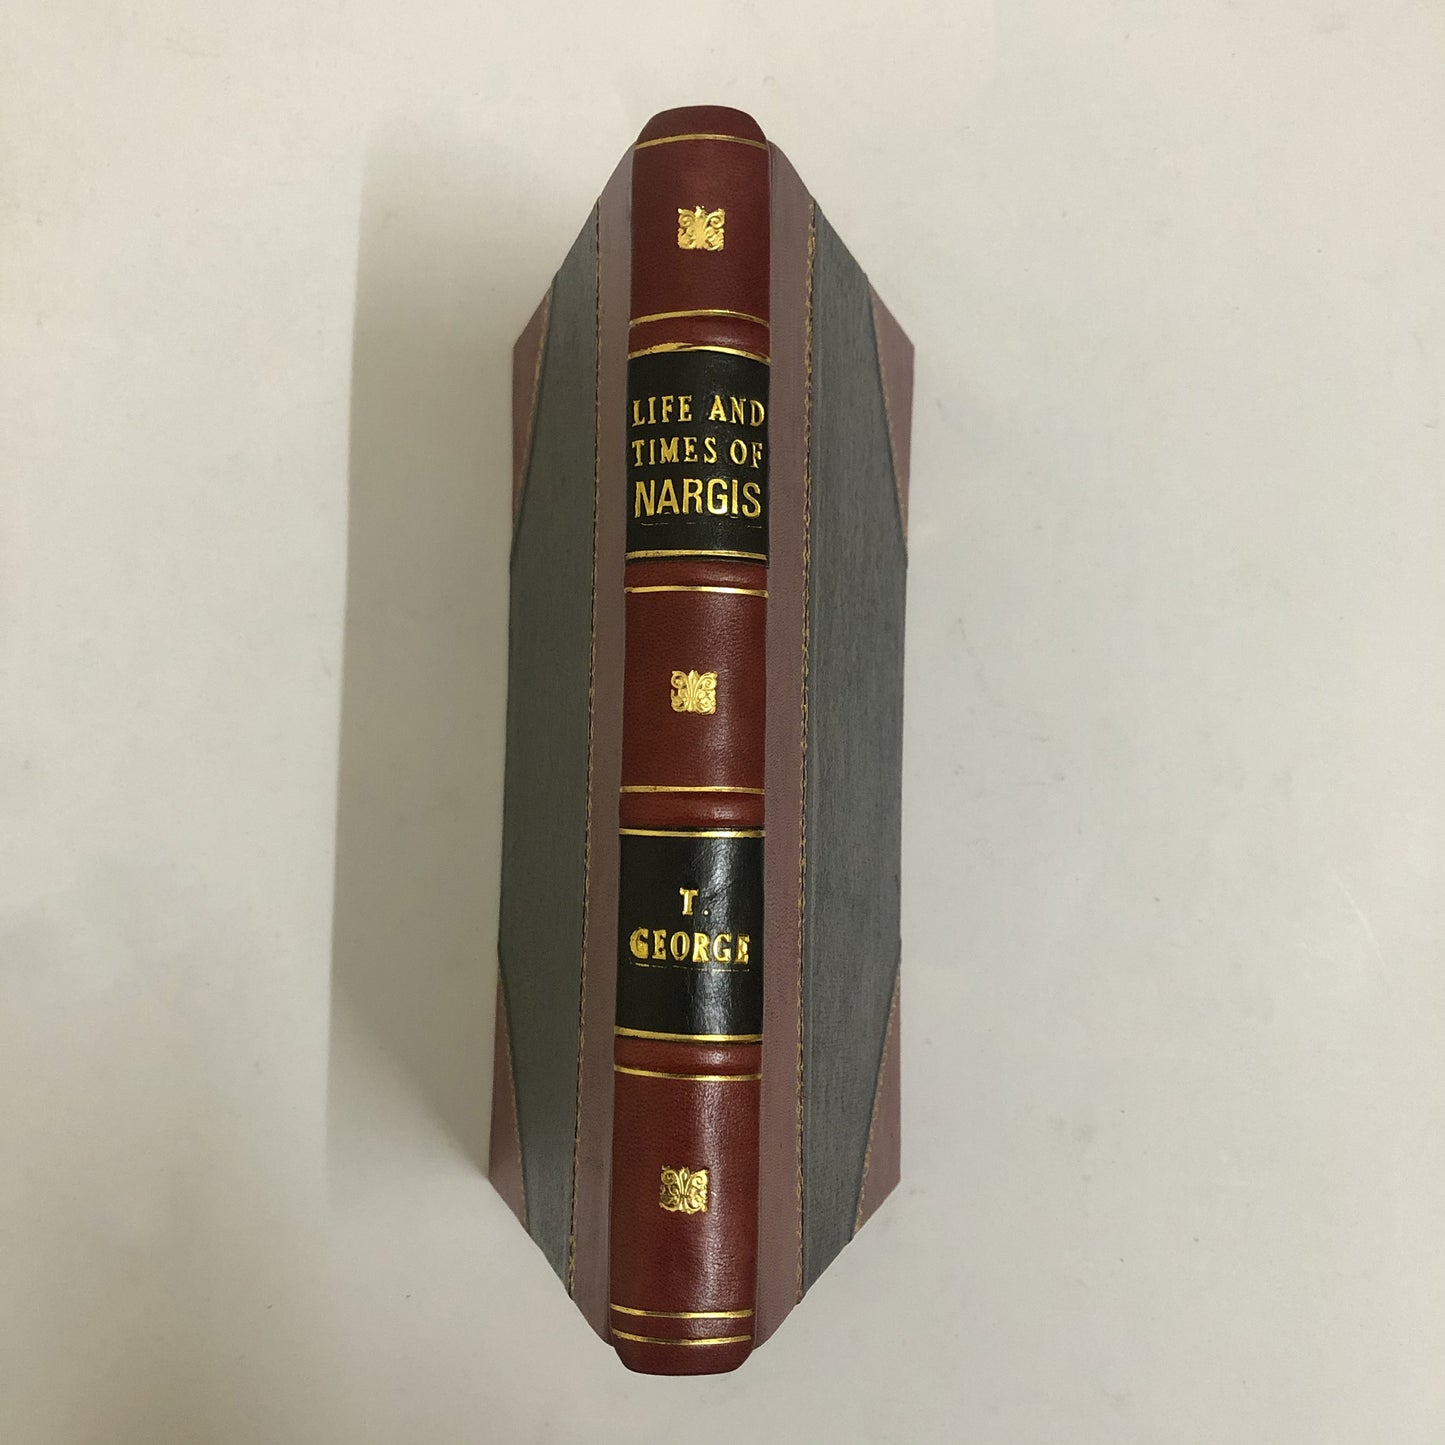 LIFE AND
TIMES OF
NARGIS
T.
GEORGE